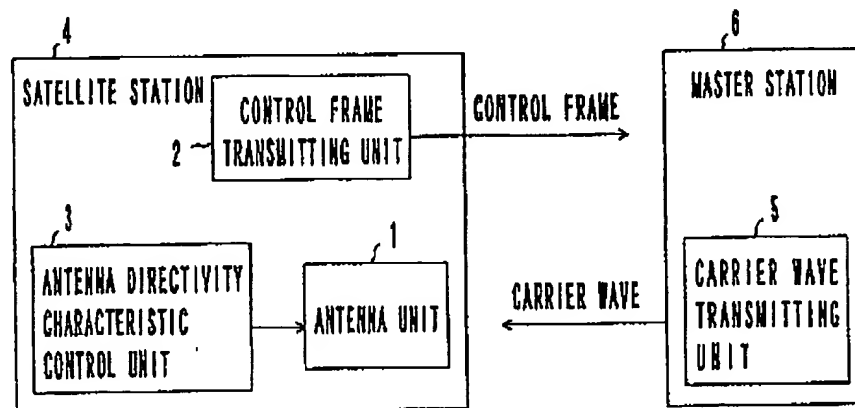 4
SATELLITE STATION
2
CONTROL FRAME
TRANSMITTING UNIT
CONTROL FRAME
6
MASTER STATION
3
ANTENNA DIRECTIVITY
CHARACTERISTIC
CONTROL UNIT
1
ANTENNA UNIT
CARRIER WAVE
5
CARRIER WAVE
TRANSMITTING
UNIT